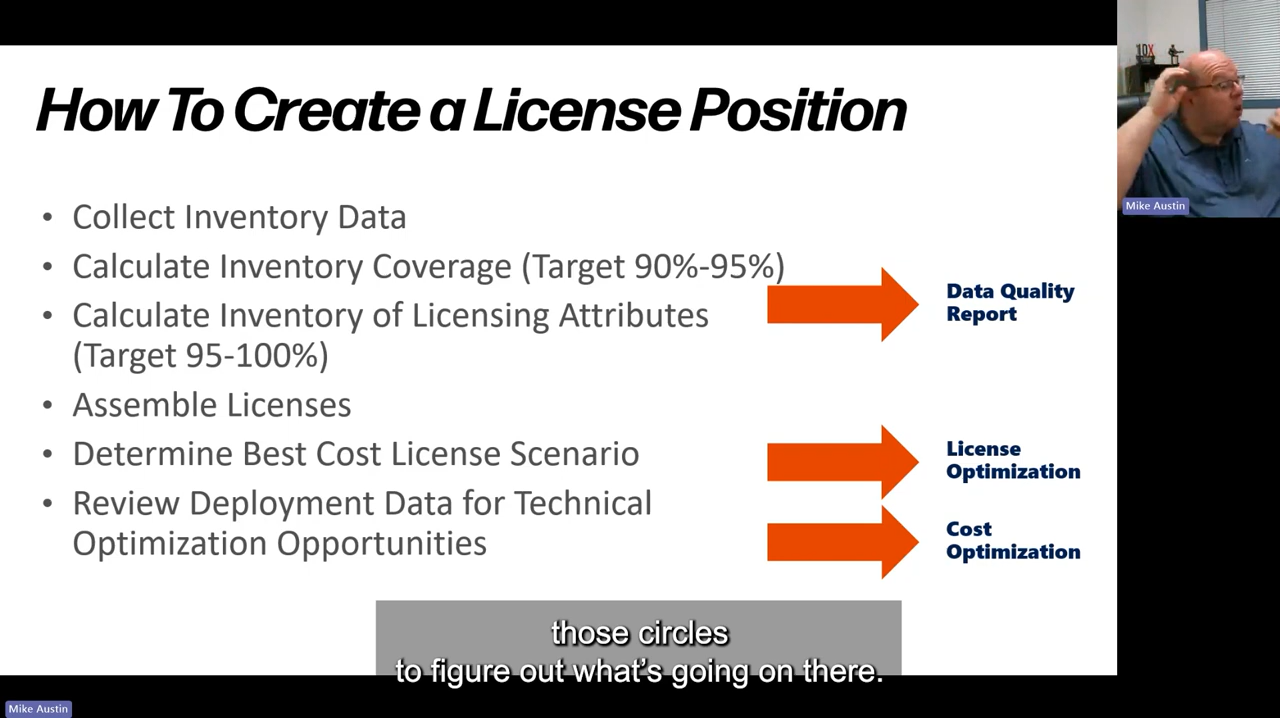 How To Create a License Position
• Collect Inventory Data
• Calculate Inventory Coverage (Target 90%-95%)
• Calculate Inventory of Licensing Attributes
(Target 95-100%)
• Assemble Licenses
• Determine Best Cost License Scenario
• Review Deployment Data for Technical
Optimization Opportunities
Data Quality
Report
License
Optimization
Cost
Optimization
10X
Mike Austin
those circles
to figure out what's going on there.
Mike Austin